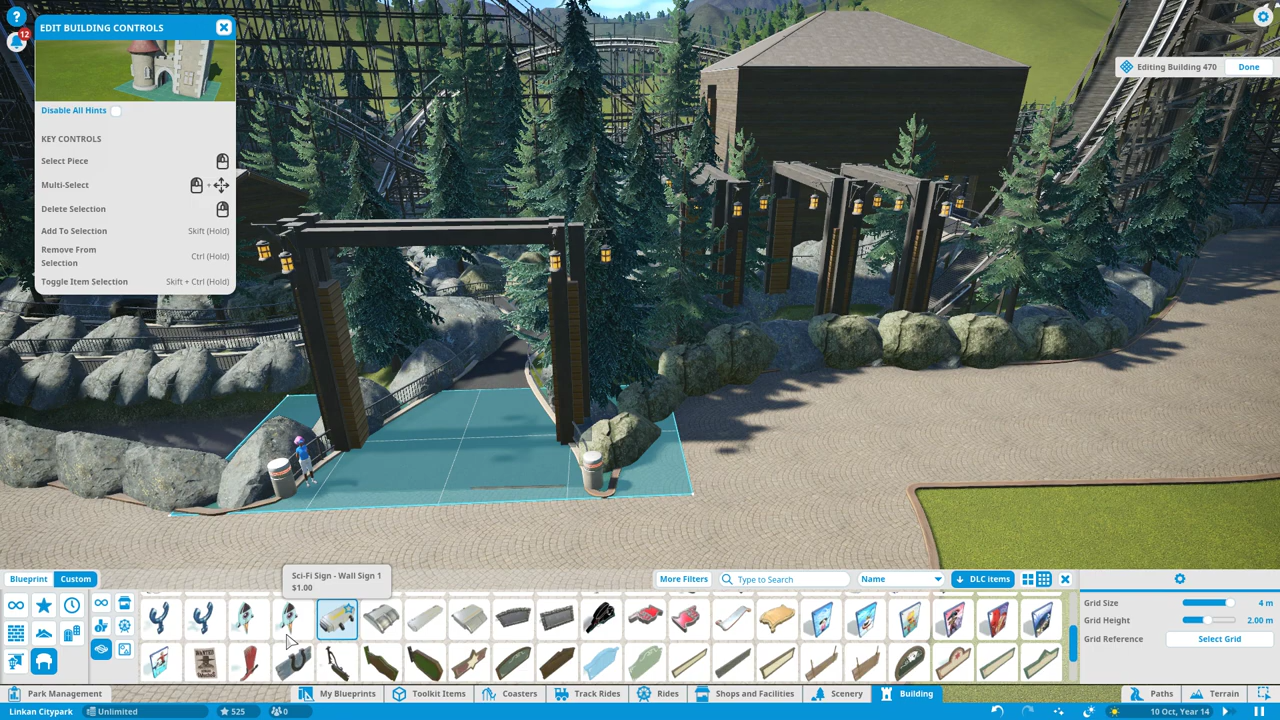 ?
12
EDIT BUILDING CONTROLS
Disable All Hints
KEY CONTROLS
Select Piece
Multi-Select
+
Delete Selection
Add To Selection Skift (Hold)
Remove From
Selection Ctrl (Hold)
Toggle Item Selection Skift + Ctrl (Hold)
Editing Building 470 Done
Sci-Fi Sign - Wall Sign 1
$1.00
Blueprint Custom More Filters Type to Search Name DLC items
WANTED
Grid Size 4 m
Grid Height 2.00 m
Grid Reference Select Grid
Park Management My Blueprints Toolkit Items Coasters Track Rides Rides Shops and Facilities Scenery Building Paths Terrain
Linkan Citypark Unlimited 525 0 10 Oct, Year 14